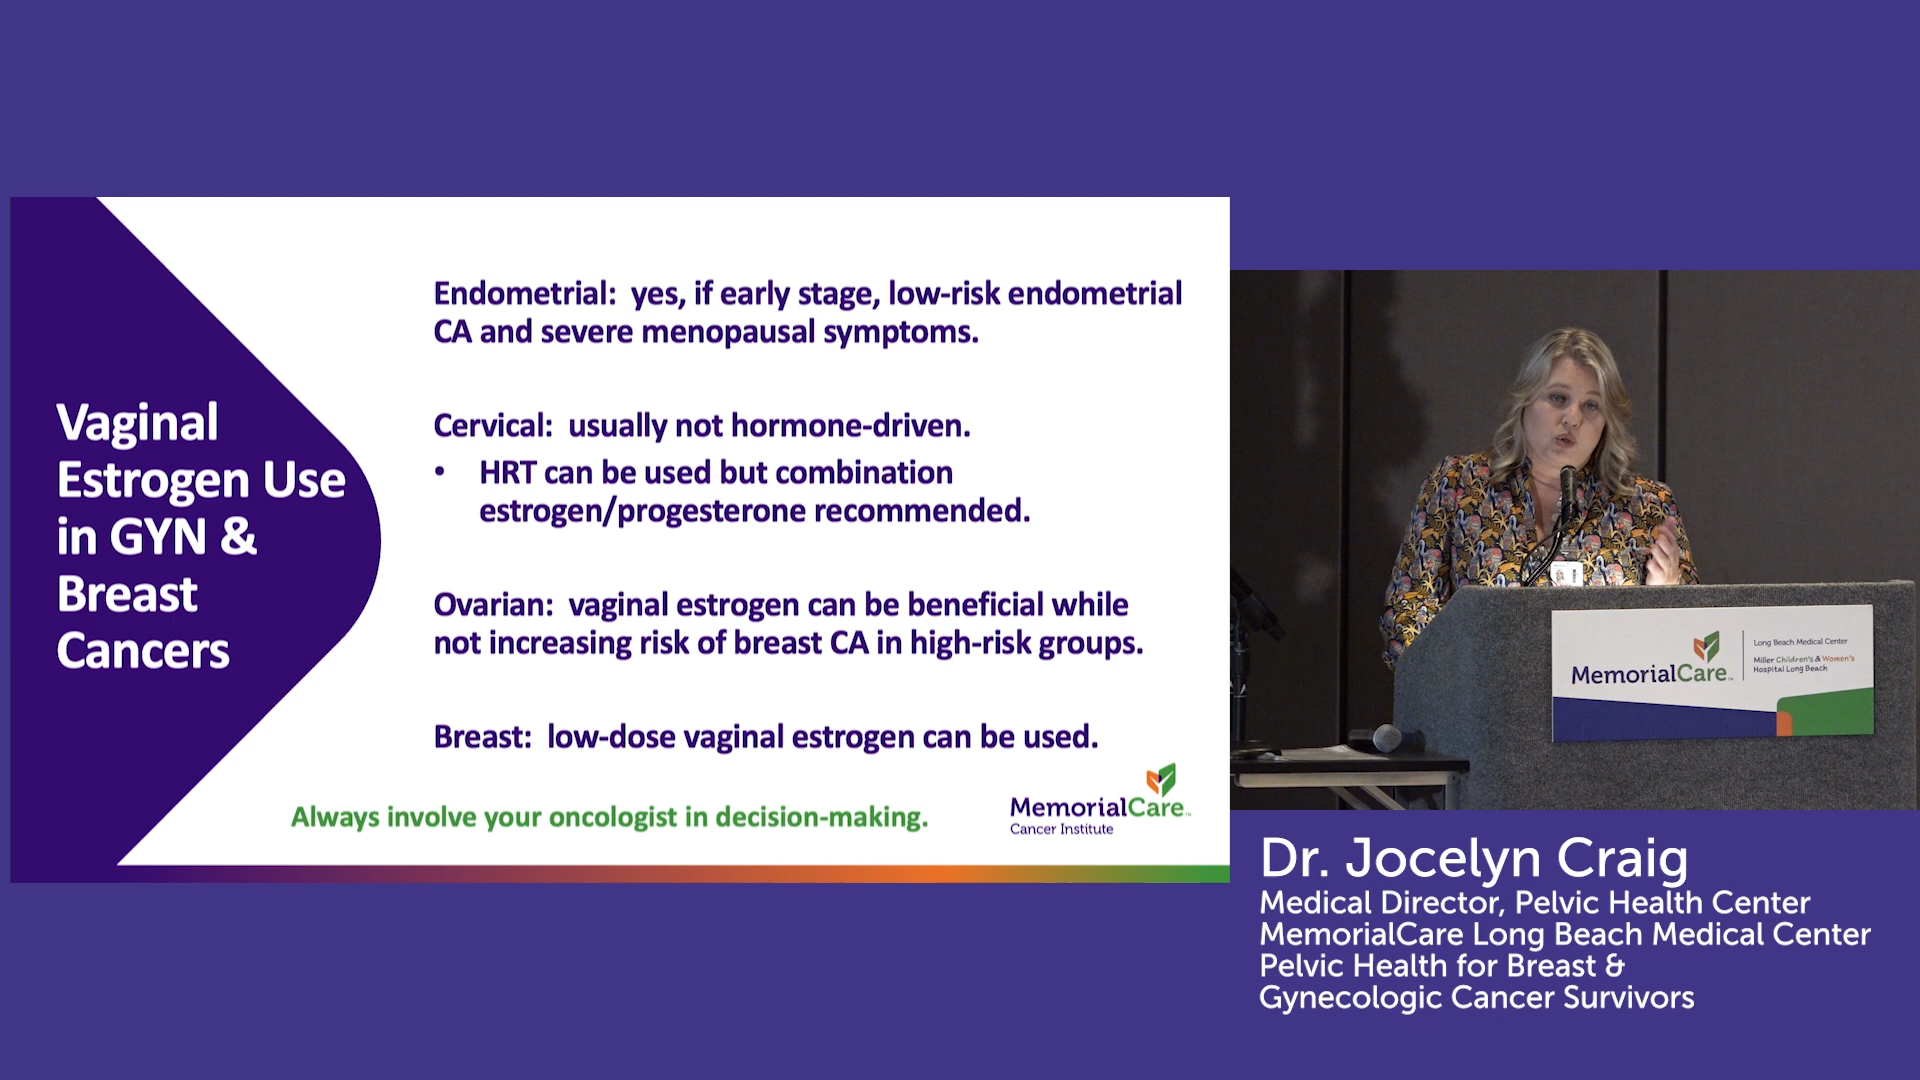 Vaginal
Estrogen Use
in GYN &
Breast
Cancers
Endometrial: yes, if early stage, low-risk endometrial
CA and severe menopausal symptoms.
Cervical: usually not hormone-driven.
• HRT can be used but combination
estrogen/progesterone recommended.
Ovarian: vaginal estrogen can be beneficial while
not increasing risk of breast CA in high-risk groups.
Breast: low-dose vaginal estrogen can be used.
Always involve your oncologist in decision-making.
MemorialCare™
Cancer Institute
MemorialCare™
Long Beach Medical Center
Miller Children's & Women's
Hospital Long Beach
Dr. Jocelyn Craig
Medical Director, Pelvic Health Center
MemorialCare Long Beach Medical Center
Pelvic Health for Breast &
Gynecologic Cancer Survivors